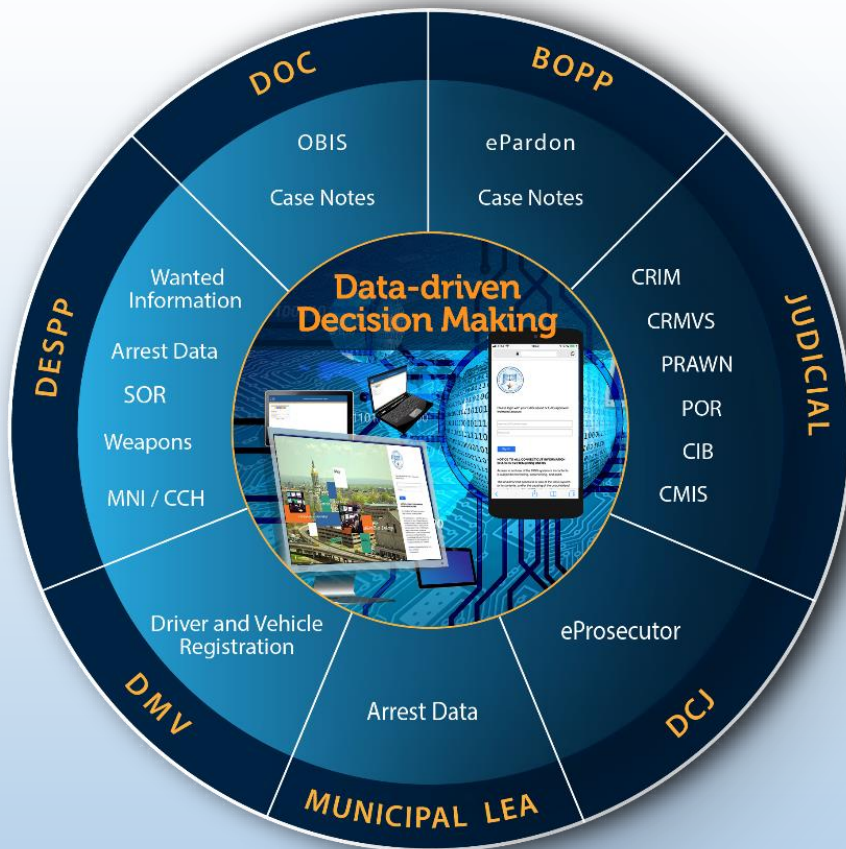 DOC
BOPP
OBIS
Case Notes
ePardon
Case Notes
DESPP
Wanted
Information
Arrest Data
SOR
Weapons
MNI / CCH
Data-driven
Decision Making
JUDICIAL
CRIM
CRMVS
PRAWN
POR
CIB
CMIS
Driver and Vehicle
Registration
DMV
Arrest Data
MUNICIPAL LEA
eProsecutor
DCJ